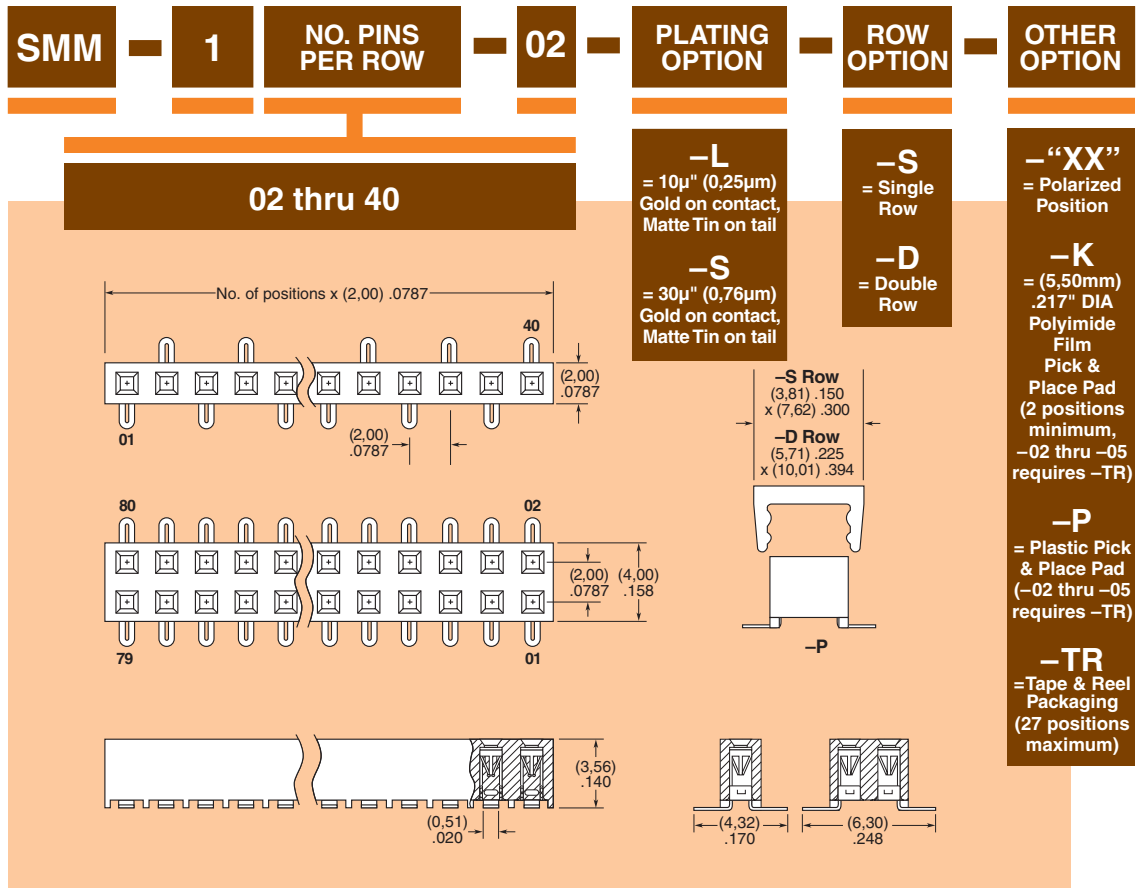 SMM – 1 NO. PINS PER ROW – 02 – PLATING OPTION – ROW OPTION – OTHER OPTION
02 thru 40
–L
= 10µ" (0,25µm)
Gold on contact,
Matte Tin on tail
–S
= 30µ" (0,76µm)
Gold on contact,
Matte Tin on tail
–S
= Single
Row
–D
= Double
Row
–“XX”
= Polarized
Position
–K
= (5,50mm)
.217" DIA
Polyimide
Film
Pick &
Place Pad
(2 positions
minimum,
–02 thru –05
requires –TR)
–P
= Plastic Pick
& Place Pad
(–02 thru –05
requires –TR)
–TR
=Tape & Reel
Packaging
(27 positions
maximum)
No. of positions x (2,00) .0787
40
(2,00)
.0787
01
(2,00)
.0787
80
02
(2,00)
.0787
(4,00)
.158
79
01
–S Row
(3,81) .150
x (7,62) .300
–D Row
(5,71) .225
x (10,01) .394
–P
(3,56)
.140
(0,51)
.020
(4,32)
.170
(6,30)
.248